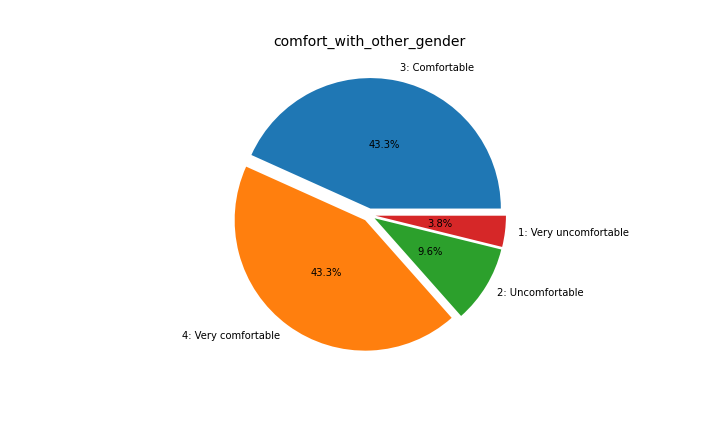 comfort_with_other_gender
3: Comfortable
43.3%
3.8%
1: Very uncomfortable
9.6%
43.3%
2: Uncomfortable
4: Very comfortable